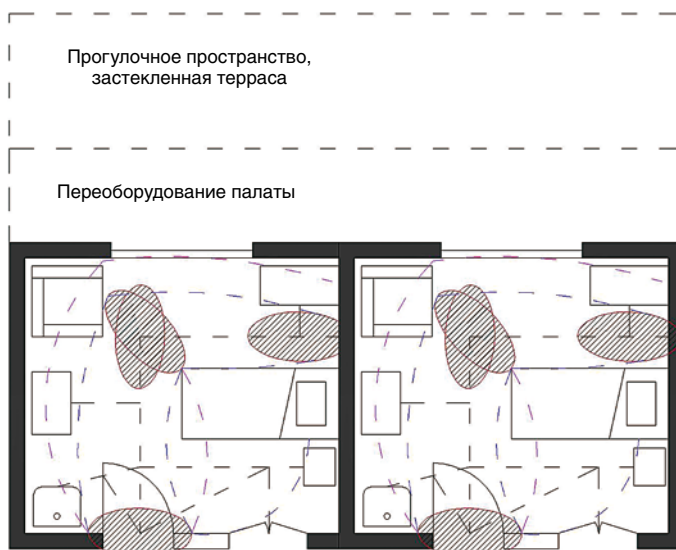 Прогулочное пространство,
застекленная терраса
Переоборудование палаты